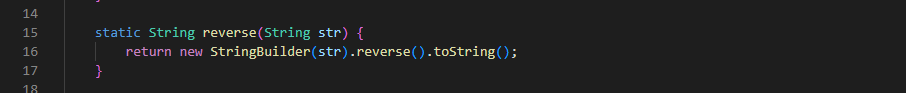 14
15 static String reverse(String str) {
16 return new StringBuilder(str).reverse().toString();
17 }
18